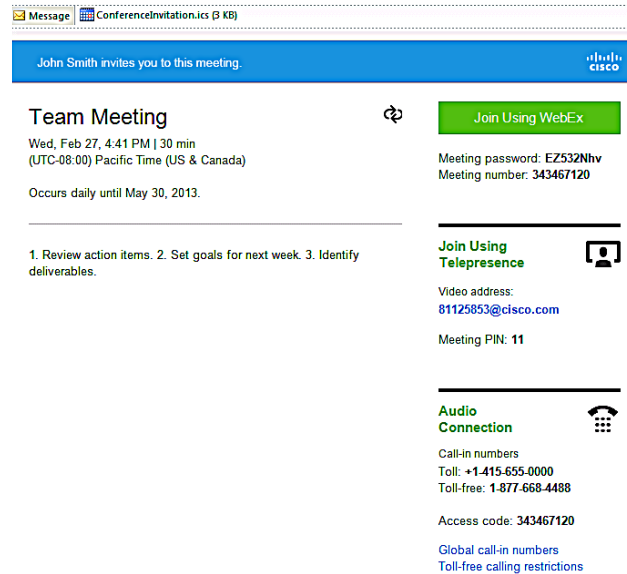 Message ConferenceInvitation.ics (3 KB)
John Smith invites you to this meeting.
CISCO
Team Meeting
Wed, Feb 27, 4:41 PM | 30 min
(UTC-08:00) Pacific Time (US & Canada)
Occurs daily until May 30, 2013.
1. Review action items. 2. Set goals for next week. 3. Identify
deliverables.
Join Using WebEx
Meeting password: EZ532Nhv
Meeting number: 343467120
Join Using
Telepresence
Video address:
81125853@cisco.com
Meeting PIN: 11
Audio
Connection
Call-in numbers
Toll: +1-415-655-0000
Toll-free: 1-877-668-4488
Access code: 343467120
Global call-in numbers
Toll-free calling restrictions